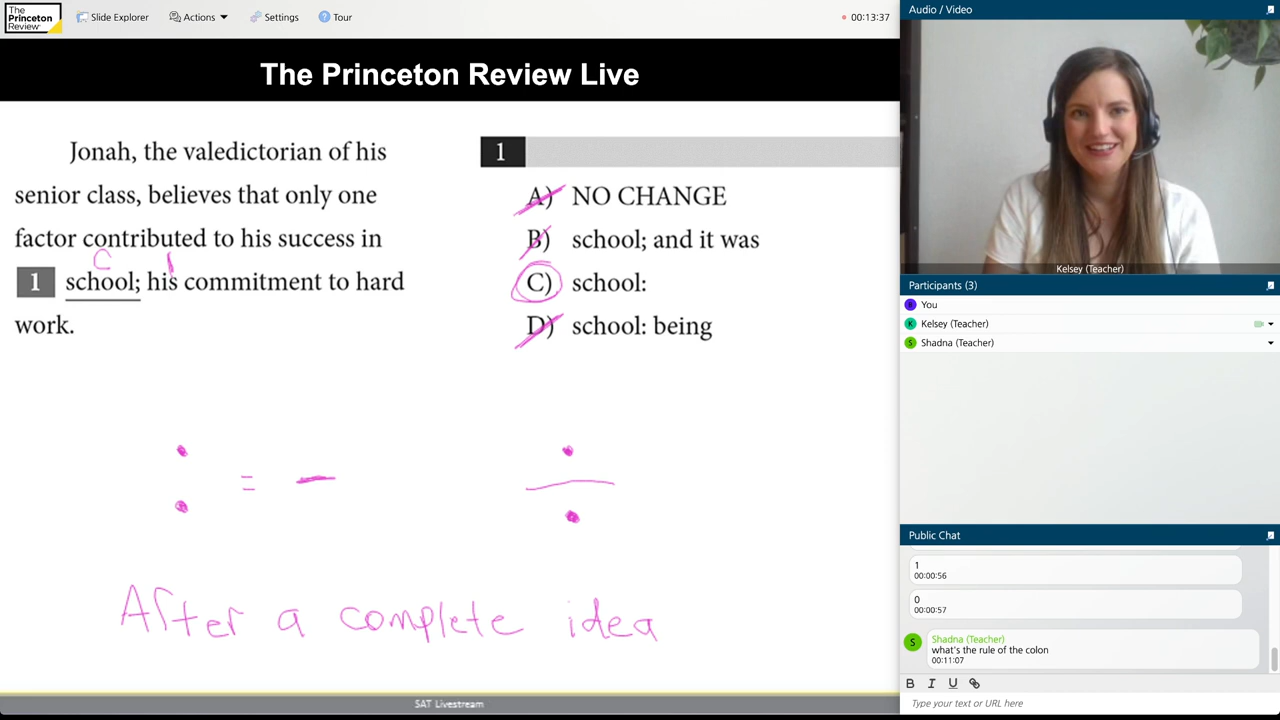 The
Princeton
Review
Slide Explorer
Actions
Settings
Tour
00:13:37
The Princeton Review Live
Jonah, the valedictorian of his
senior class, believes that only one
factor contributed to his success in
C I
1 school; his commitment to hard
work.
1
A) NO CHANGE
B) school; and it was
C) school:
D) school: being
: = –
÷
After a complete idea
SAT Livestream
Audio / Video
Kelsey (Teacher)
Participants (3)
You
K Kelsey (Teacher)
S Shadna (Teacher)
Public Chat
1
00:00:56
0
00:00:57
S Shadna (Teacher)
what's the rule of the colon
00:11:07
B I U
Type your text or URL here